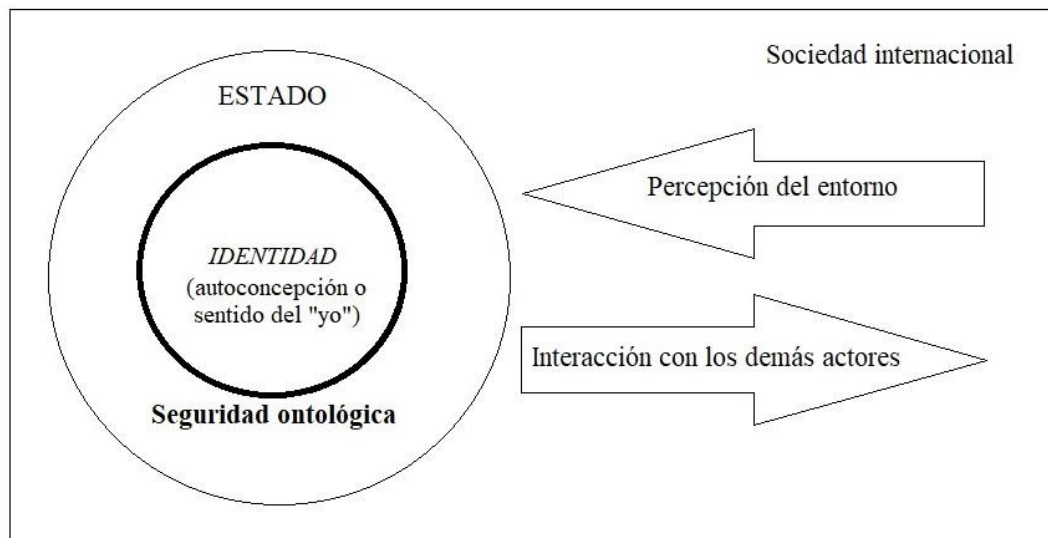 Sociedad internacional
ESTADO
Percepción del entorno
IDENTIDAD
(autoconcepción o
sentido del "yo")
Interacción con los demás actores
Seguridad ontológica